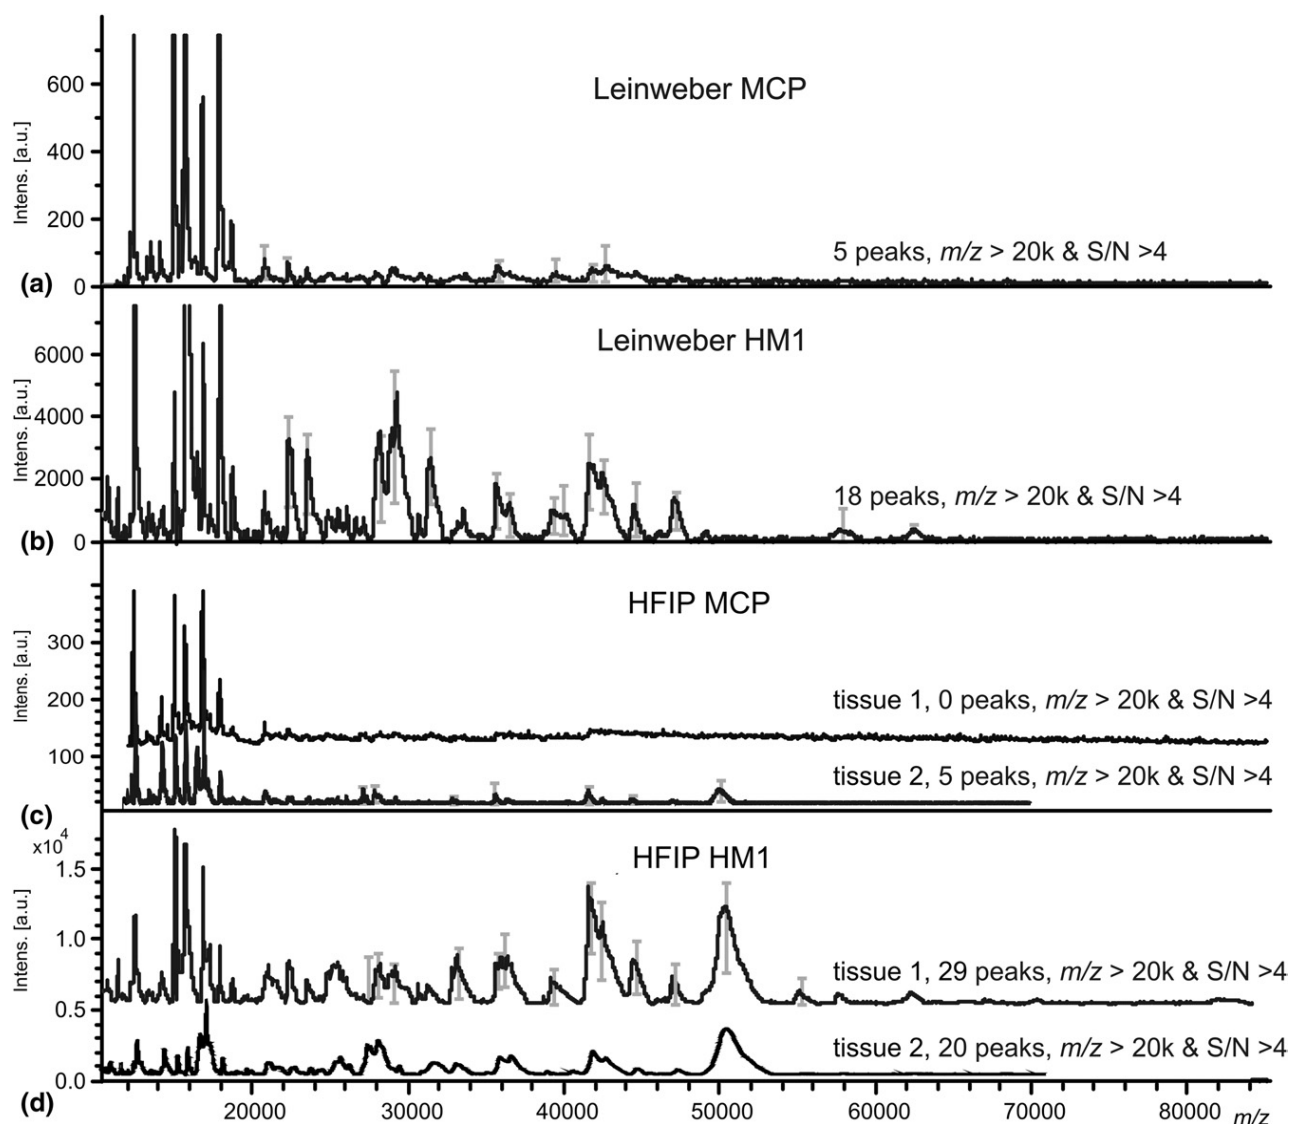 Leinweber MCP
Intens. [a.u.]
600
400
200
0
5 peaks, m/z > 20k & S/N >4
(a)
Leinweber HM1
Intens. [a.u.]
6000
4000
2000
0
18 peaks, m/z > 20k & S/N >4
(b)
HFIP MCP
Intens. [a.u.]
300
200
100
tissue 1, 0 peaks, m/z > 20k & S/N >4
tissue 2, 5 peaks, m/z > 20k & S/N >4
(c)
x10⁴
HFIP HM1
Intens. [a.u.]
1.5
1.0
0.5
0.0
tissue 1, 29 peaks, m/z > 20k & S/N >4
tissue 2, 20 peaks, m/z > 20k & S/N >4
(d)
20000 30000 40000 50000 60000 70000 80000 m/z